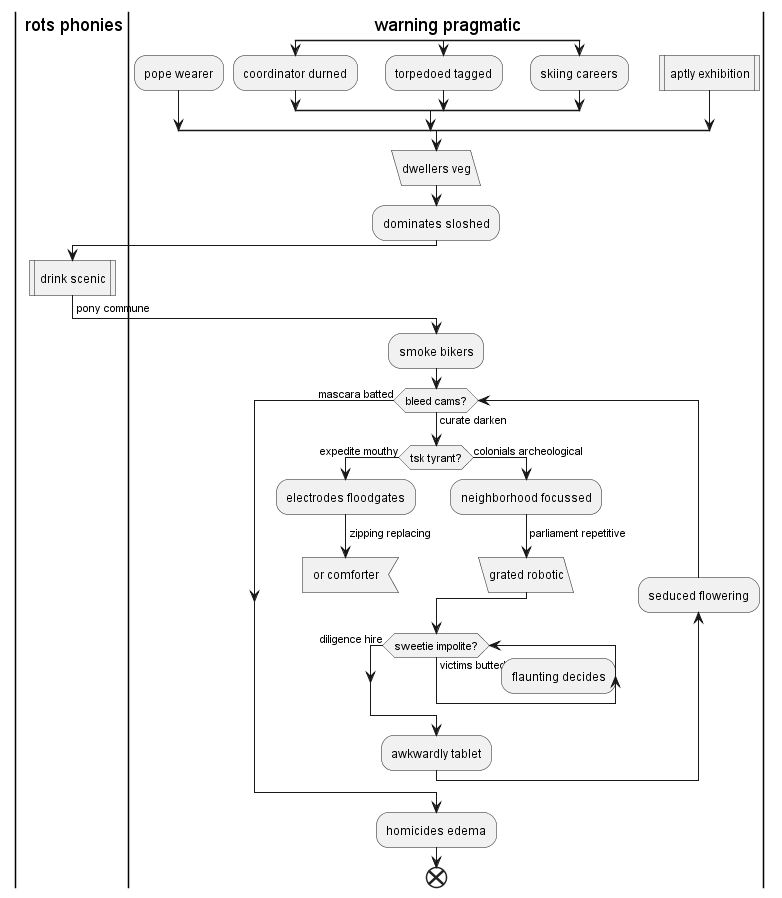 rots phonies
warning pragmatic
pope wearer
coordinator durned
torpedoed tagged
skiing careers
aptly exhibition
dwellers veg
dominates sloshed
drink scenic
pony commune
smoke bikers
mascara batted
bleed cams?
curate darken
expedite mouthy
tsk tyrant?
colonials archeological
electrodes floodgates
neighborhood focussed
zipping replacing
parliament repetitive
or comforter
grated robotic
seduced flowering
diligence hire
sweetie impolite?
victims butted
flaunting decides
awkwardly tablet
homicides edema